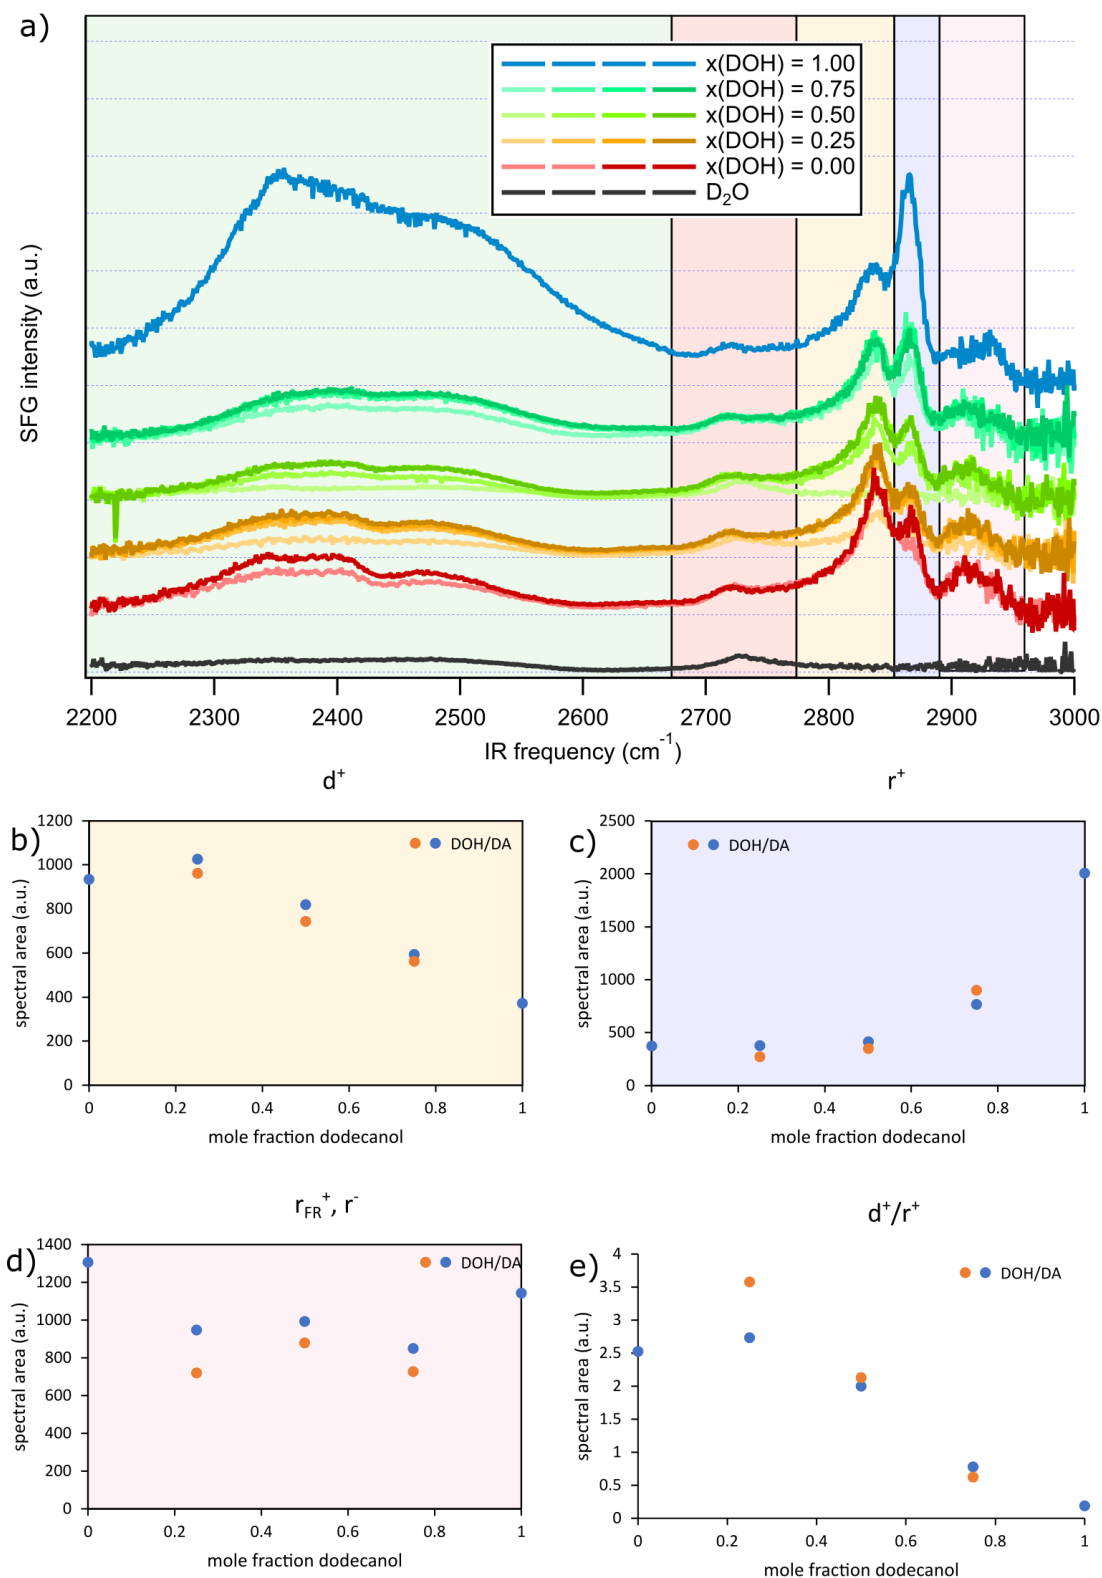 a)
SFG intensity (a.u.)
x(DOH) = 1.00
x(DOH) = 0.75
x(DOH) = 0.50
x(DOH) = 0.25
x(DOH) = 0.00
D₂O
2200 2300 2400 2500 2600 2700 2800 2900 3000
IR frequency (cm⁻¹)
d⁺
b)
spectral area (a.u.)
1200
1000
800
600
400
200
0
DOH/DA
0 0.2 0.4 0.6 0.8 1
mole fraction dodecanol
r⁺
c)
spectral area (a.u.)
2500
2000
1500
1000
500
0
DOH/DA
0 0.2 0.4 0.6 0.8 1
mole fraction dodecanol
r_FR⁺, r⁻
d)
spectral area (a.u.)
1400
1200
1000
800
600
400
200
0
DOH/DA
0 0.2 0.4 0.6 0.8 1
mole fraction dodecanol
d⁺/r⁺
e)
spectral area (a.u.)
4
3.5
3
2.5
2
1.5
1
0.5
0
DOH/DA
0 0.2 0.4 0.6 0.8 1
mole fraction dodecanol